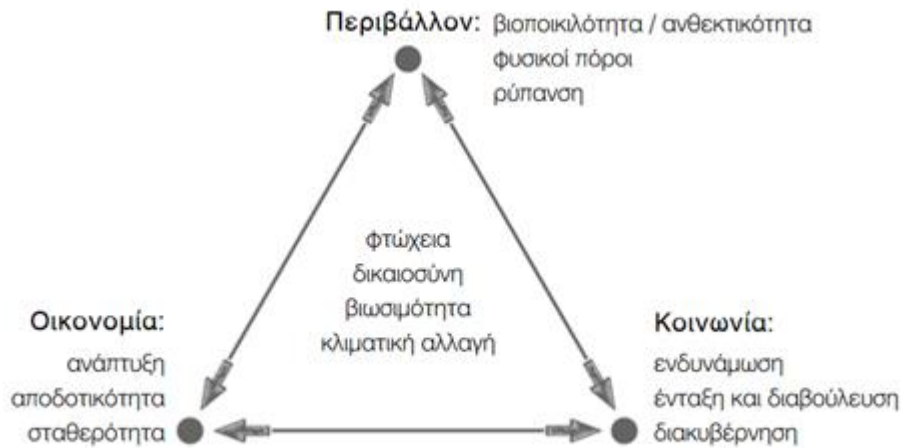 Περιβάλλον: βιοποικιλότητα / ανθεκτικότητα
φυσικοί πόροι
ρύπανση
φτώχεια
δικαιοσύνη
βιωσιμότητα
κλιματική αλλαγή
Οικονομία:
ανάπτυξη
αποδοτικότητα
σταθερότητα
Κοινωνία:
ενδυνάμωση
ένταξη και διαβούλευση
διακυβέρνηση